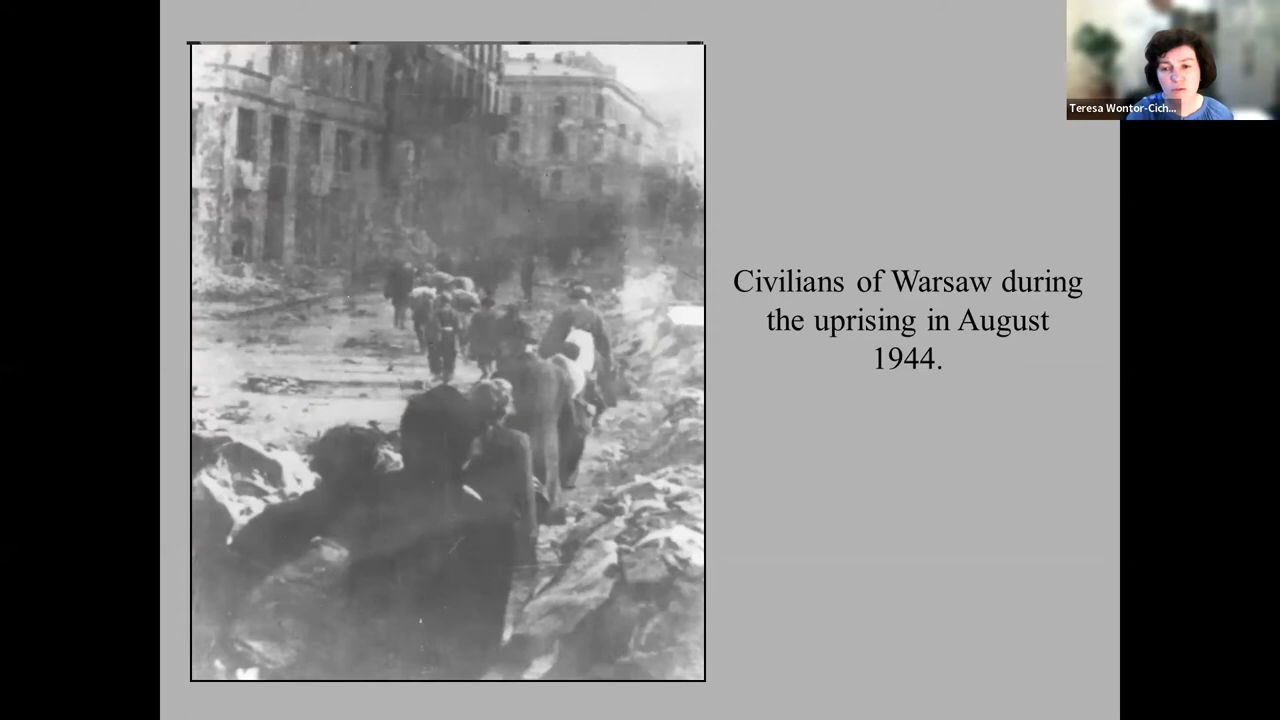 Teresa Wontor-Cich...
Civilians of Warsaw during
the uprising in August
1944.